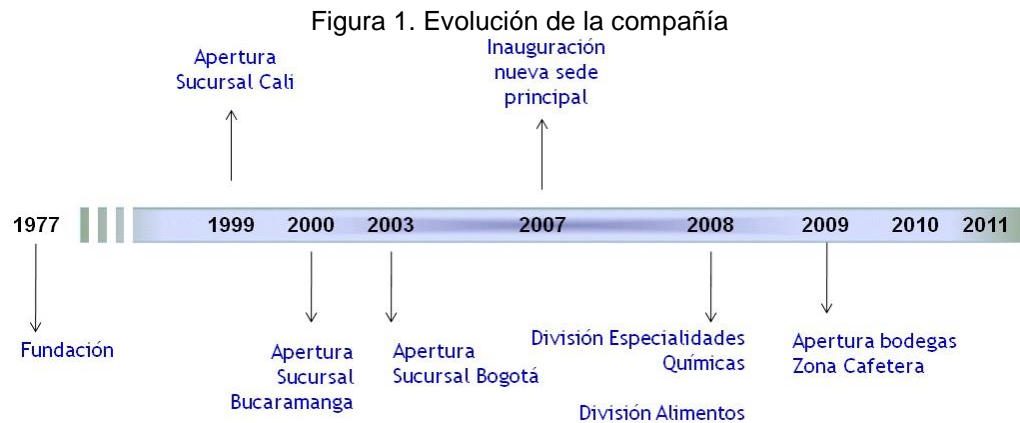 Figura 1. Evolución de la compañía
Apertura
Sucursal Cali
Inauguración
nueva sede
principal
1977
1999
2000
2003
2007
2008
2009
2010
2011
Fundación
Apertura
Sucursal
Bucaramanga
Apertura
Sucursal Bogotá
División Especialidades
Químicas
División Alimentos
Apertura bodegas
Zona Cafetera